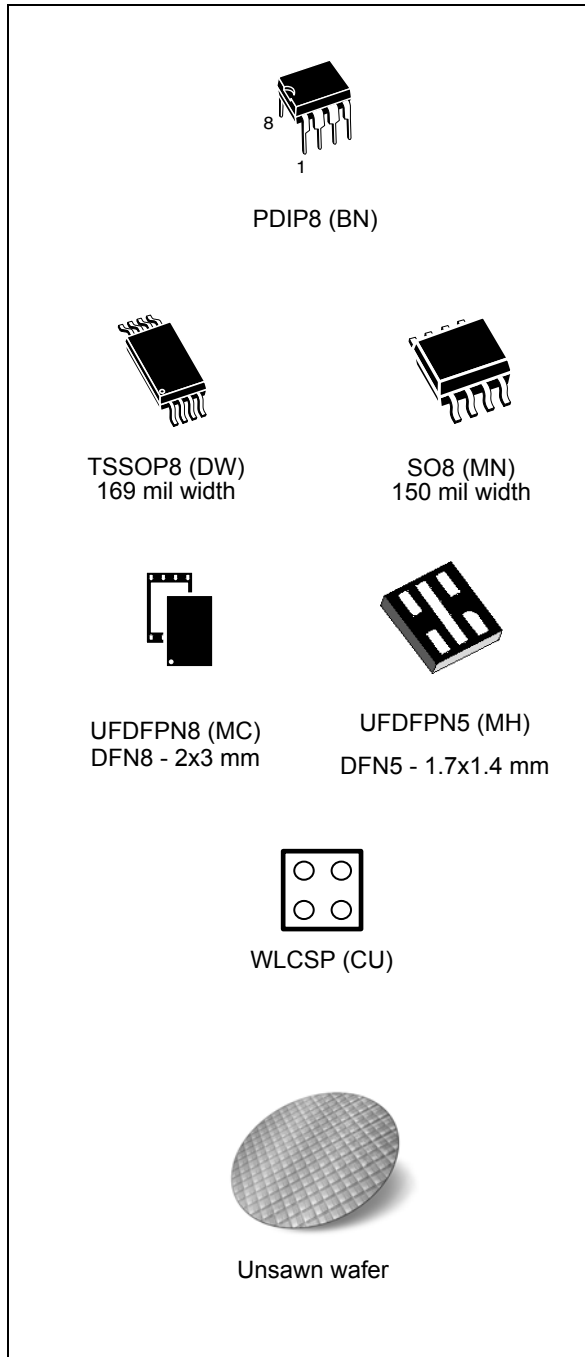 8
1
PDIP8 (BN)
TSSOP8 (DW)
169 mil width
SO8 (MN)
150 mil width
UFDFPN8 (MC)
DFN8 - 2x3 mm
UFDFPN5 (MH)
DFN5 - 1.7x1.4 mm
WLCSP (CU)
Unsawn wafer